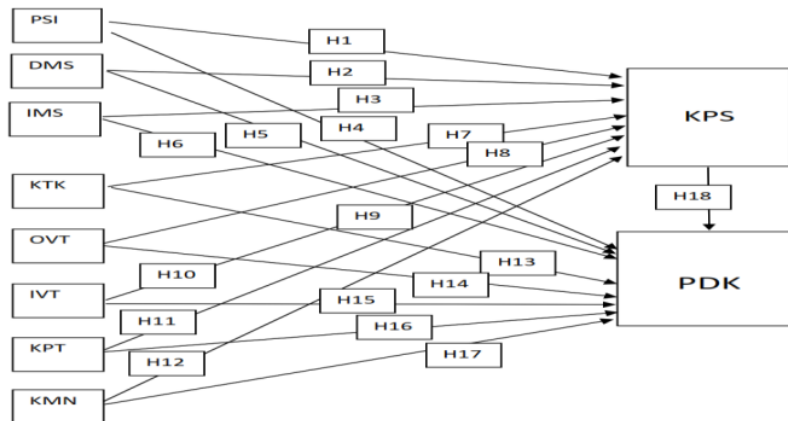 PSI
H1
DMS
H2
IMS
H3
KPS
H4
H5
H6
H7
H8
KTK
H18
H9
OVT
H13
PDK
H10
H14
IVT
H15
H11
H16
KPT
H12
H17
KMN